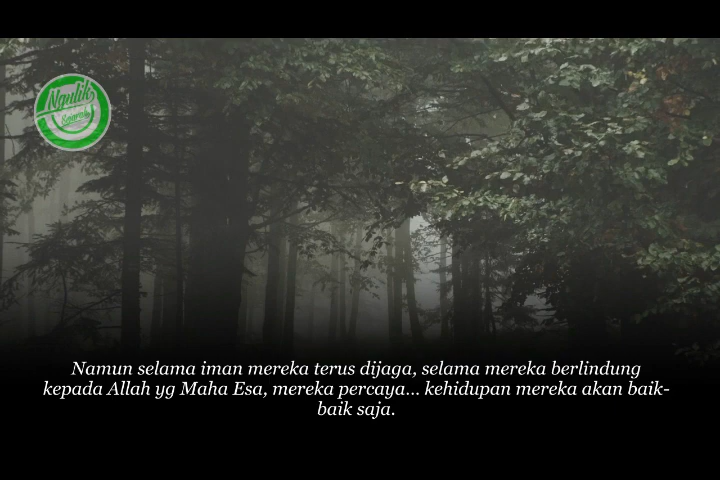 Ngulik
Namun selama iman mereka terus dijaga, selama mereka berlindung
kepada Allah yg Maha Esa, mereka percaya... kehidupan mereka akan baik-
baik saja.